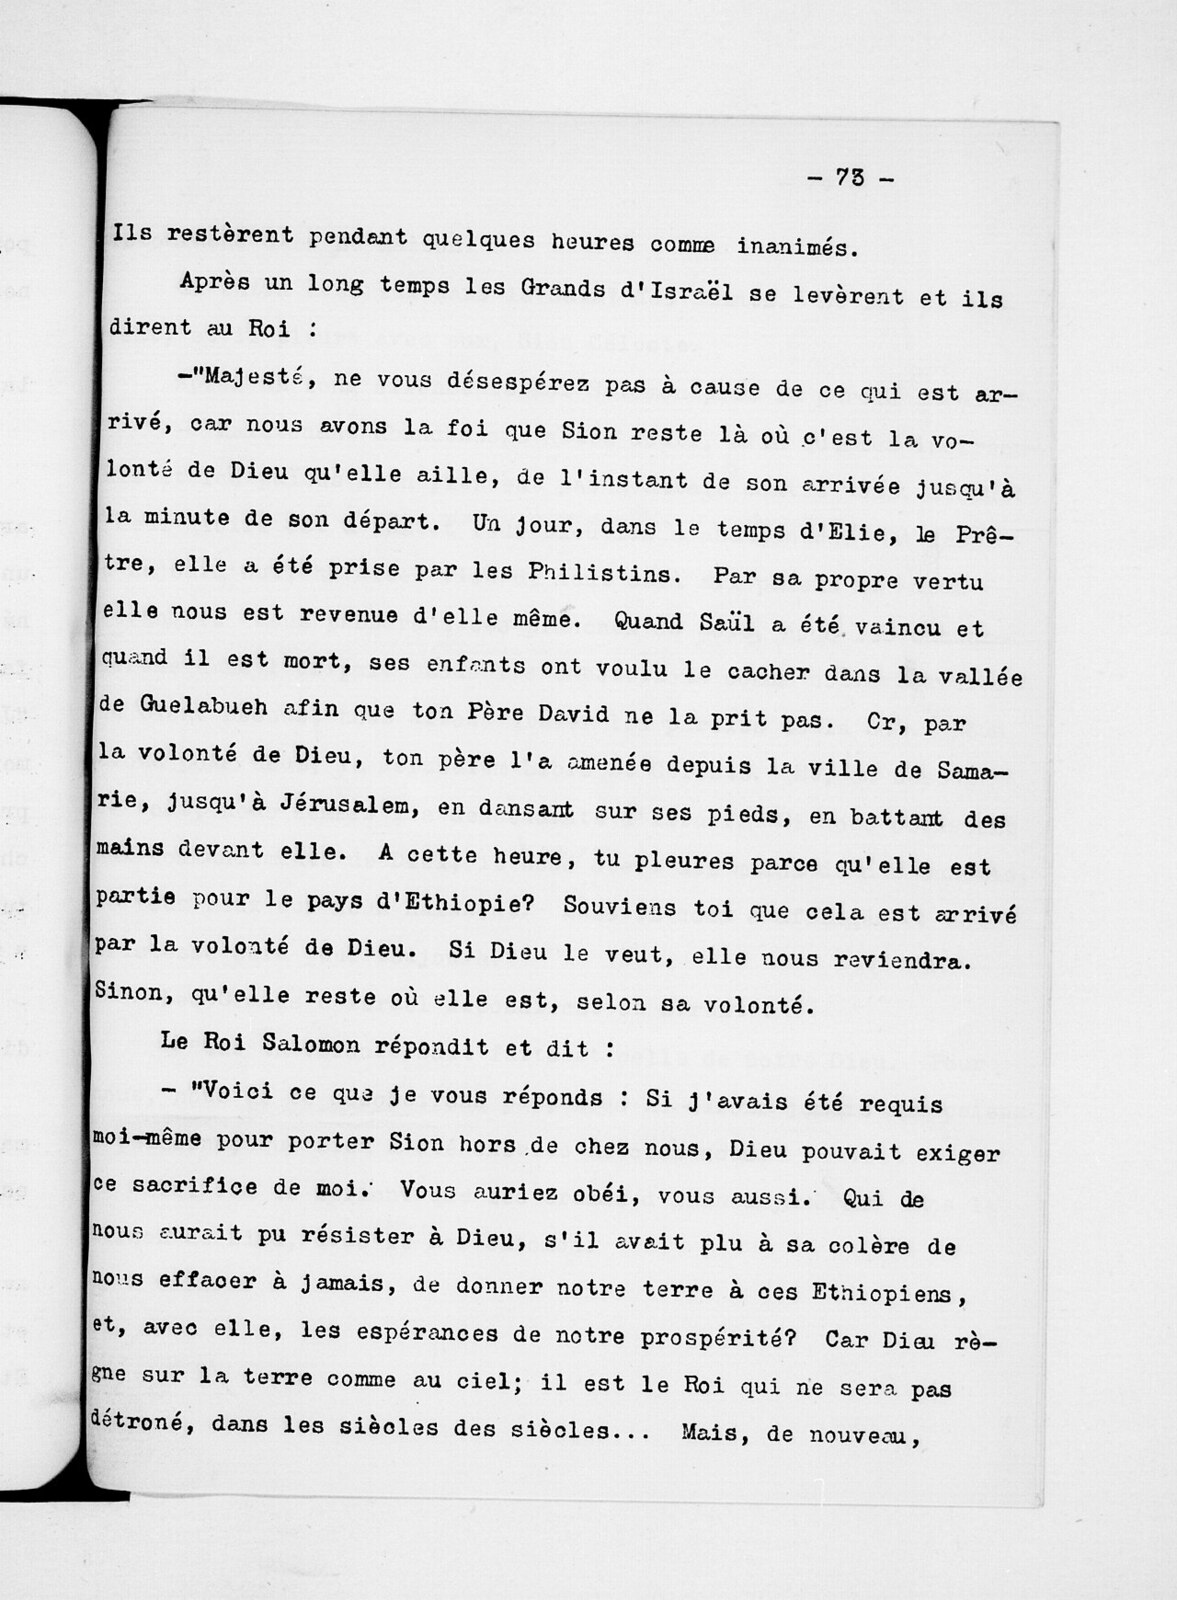 - 73 -
Ils restèrent pendant quelques heures comme inanimés.
Après un long temps les Grands d'Israël se levèrent et ils
dirent au Roi :
-"Majesté, ne vous désespérez pas à cause de ce qui est ar-
rivé, car nous avons la foi que Sion reste là où c'est la vo-
lonté de Dieu qu'elle aille, de l'instant de son arrivée jusqu'à
la minute de son départ. Un jour, dans le temps d'Elie, le Prê-
tre, elle a été prise par les Philistins. Par sa propre vertu
elle nous est revenue d'elle même. Quand Saül a été vaincu et
quand il est mort, ses enfants ont voulu le cacher dans la vallée
de Guelabueh afin que ton Père David ne la prit pas. Cr, par
la volonté de Dieu, ton père l'a amenée depuis la ville de Sama-
rie, jusqu'à Jérusalem, en dansant sur ses pieds, en battant des
mains devant elle. A cette heure, tu pleures parce qu'elle est
partie pour le pays d'Ethiopie? Souviens toi que cela est arrivé
par la volonté de Dieu. Si Dieu le veut, elle nous reviendra.
Sinon, qu'elle reste où elle est, selon sa volonté.
Le Roi Salomon répondit et dit :
- "Voici ce que je vous réponds : Si j'avais été requis
moi-même pour porter Sion hors de chez nous, Dieu pouvait exiger
ce sacrifice de moi. Vous auriez obéi, vous aussi. Qui de
nous aurait pu résister à Dieu, s'il avait plu à sa colère de
nous effacer à jamais, de donner notre terre à ces Ethiopiens,
et, avec elle, les espérances de notre prospérité? Car Dieu rè-
gne sur la terre comme au ciel; il est le Roi qui ne sera pas
détroné, dans les siècles des siècles... Mais, de nouveau,